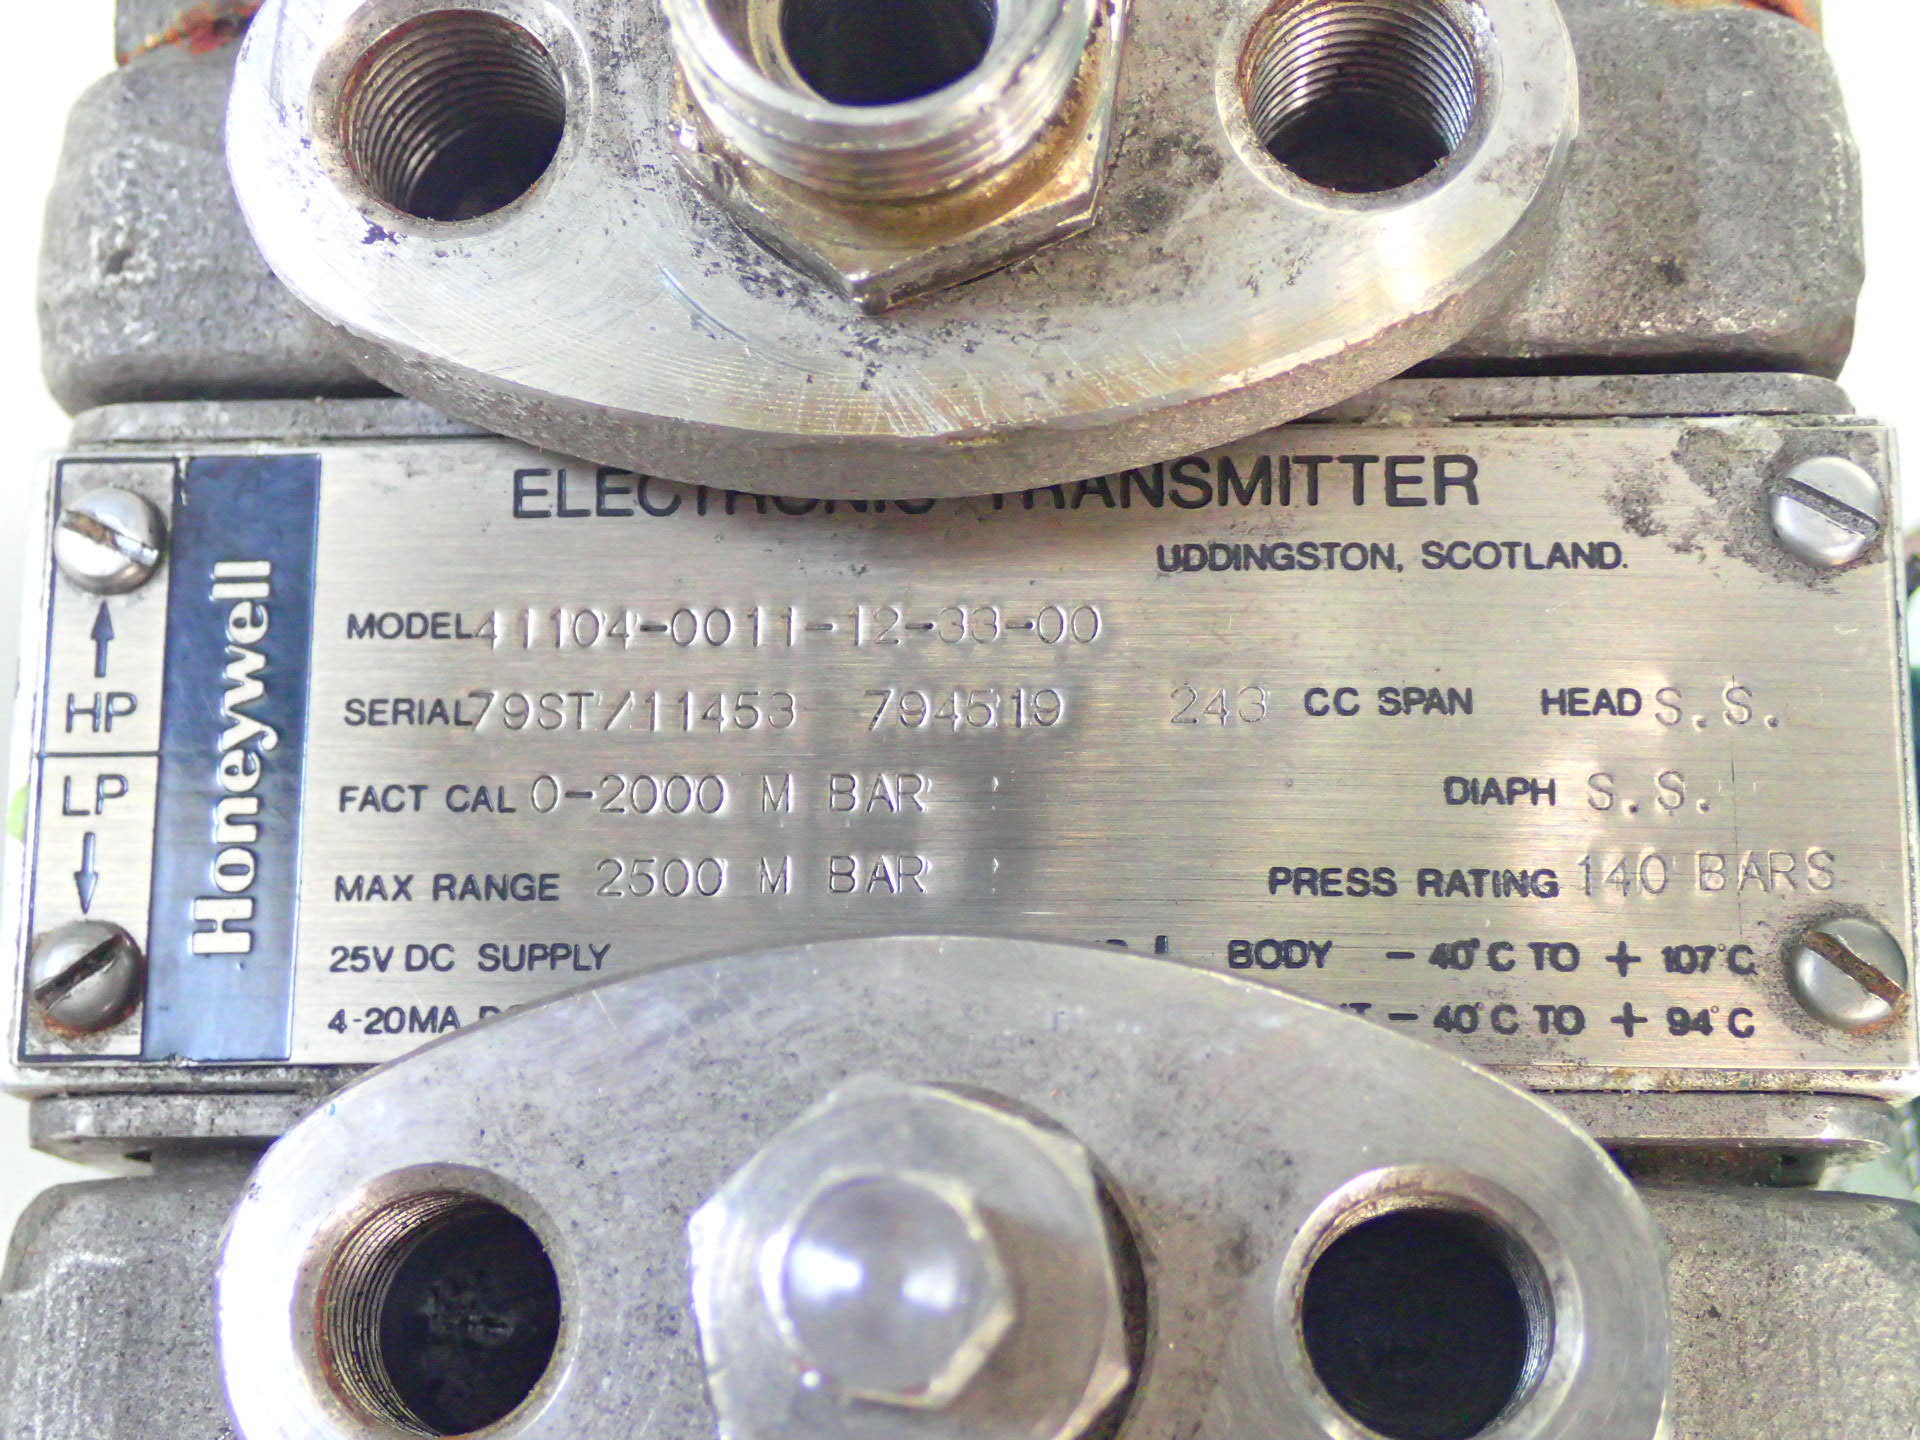 ELECTRONIC TRANSMITTER
UDDINGSTON, SCOTLAND.
HP
LP
Honeywell
MODEL 41104-0011-12-33-00
SERIAL 79ST/11453 794519 243 CC SPAN HEAD S.S.
FACT CAL 0-2000 M BAR DIAPH S.S.
MAX RANGE 2500 M BAR PRESS RATING 140 BARS
25V DC SUPPLY BODY -40°C TO +107°C
4-20MA -40°C TO +94°C